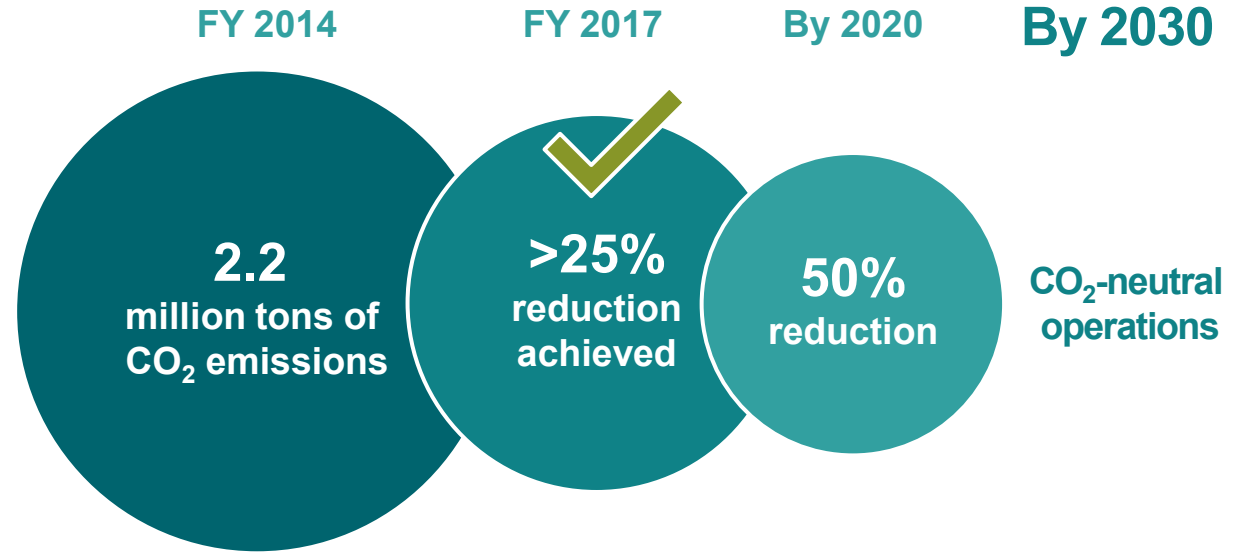 FY 2014
FY 2017
By 2020
By 2030
2.2
million tons of
CO₂ emissions
>25%
reduction
achieved
50%
reduction
CO₂-neutral
operations